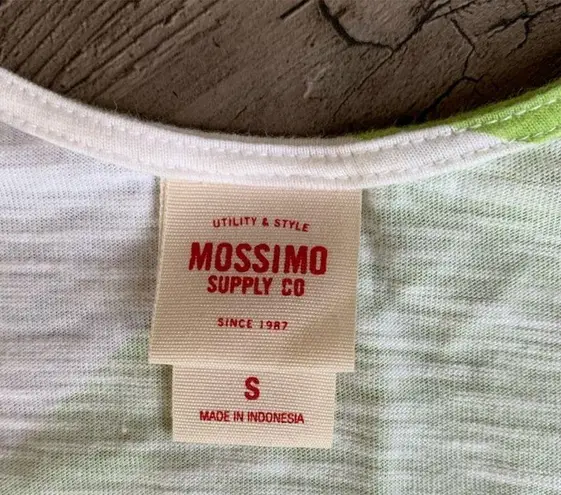 UTILITY & STYLE
MOSSIMO
SUPPLY CO
SINCE 1987
S
MADE IN INDONESIA